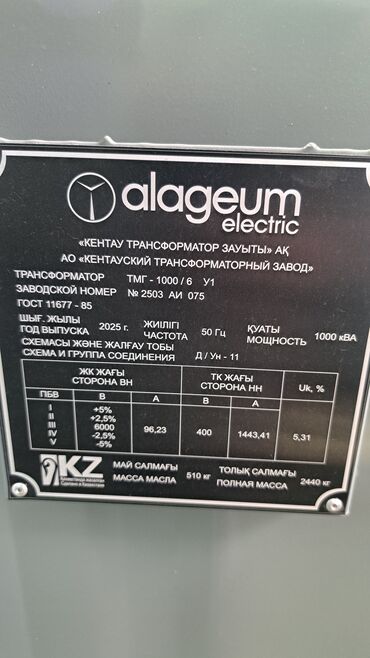 alageum
electric
«КЕНТАУ ТРАНСФОРМАТОР ЗАУЫТЫ» АҚ
АО «КЕНТАУСКИЙ ТРАНСФОРМАТОРНЫЙ ЗАВОД»
ТРАНСФОРМАТОР ТМГ - 1000 / 6 У1
ЗАВОДСКОЙ НОМЕР № 2503 АИ 075
ГОСТ 11677 - 85
ШЫҒ. ЖЫЛЫ ЖИІЛІГІ ҚУАТЫ
ГОД ВЫПУСКА 2025 г. ЧАСТОТА 50 Гц МОЩНОСТЬ 1000 кВА
СХЕМАСЫ ЖӘНЕ ЖАЛҒАУ ТОБЫ
СХЕМА И ГРУППА СОЕДИНЕНИЯ Д / Ун - 11
ЖК ЖАҒЫ ТК ЖАҒЫ
СТОРОНА ВН СТОРОНА НН Uk, %
ПБВ В А В А
I +5%
II +2,5%
III 6000 96,23 400 1443,41 5,31
IV -2,5%
V -5%
KZ МАЙ САЛМАҒЫ ТОЛЫҚ САЛМАҒЫ
Қазақстанда жасалған МАССА МАСЛА 510 кг ПОЛНАЯ МАССА 2440 кг
Сделано в Казахстане